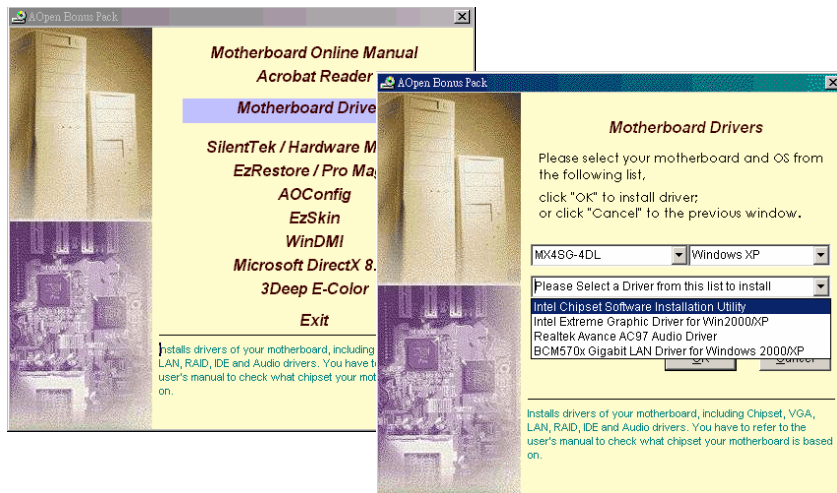 AOpen Bonus Pack
Motherboard Online Manual
Acrobat Reader
Motherboard Drive
SilentTek / Hardware M
EzRestore / Pro Ma
AOConfig
EzSkin
WinDMI
Microsoft DirectX 8.
3Deep E-Color
Exit
Installs drivers of your motherboard, including
LAN, RAID, IDE and Audio drivers. You have t
user's manual to check what chipset your mot
on.
AOpen Bonus Pack
Motherboard Drivers
Please select your motherboard and OS from
the following list,
click "OK" to install driver;
or click "Cancel" to the previous window.
MX4SG-4DL
Windows XP
Please Select a Driver from this list to install
Intel Chipset Software Installation Utility
Intel Extreme Graphic Driver for Win2000/XP
Realtek Avance AC97 Audio Driver
BCM570x Gigabit LAN Driver for Windows 2000/XP
OK
Cancel
Installs drivers of your motherboard, including Chipset, VGA,
LAN, RAID, IDE and Audio drivers. You have to refer to the
user's manual to check what chipset your motherboard is based
on.